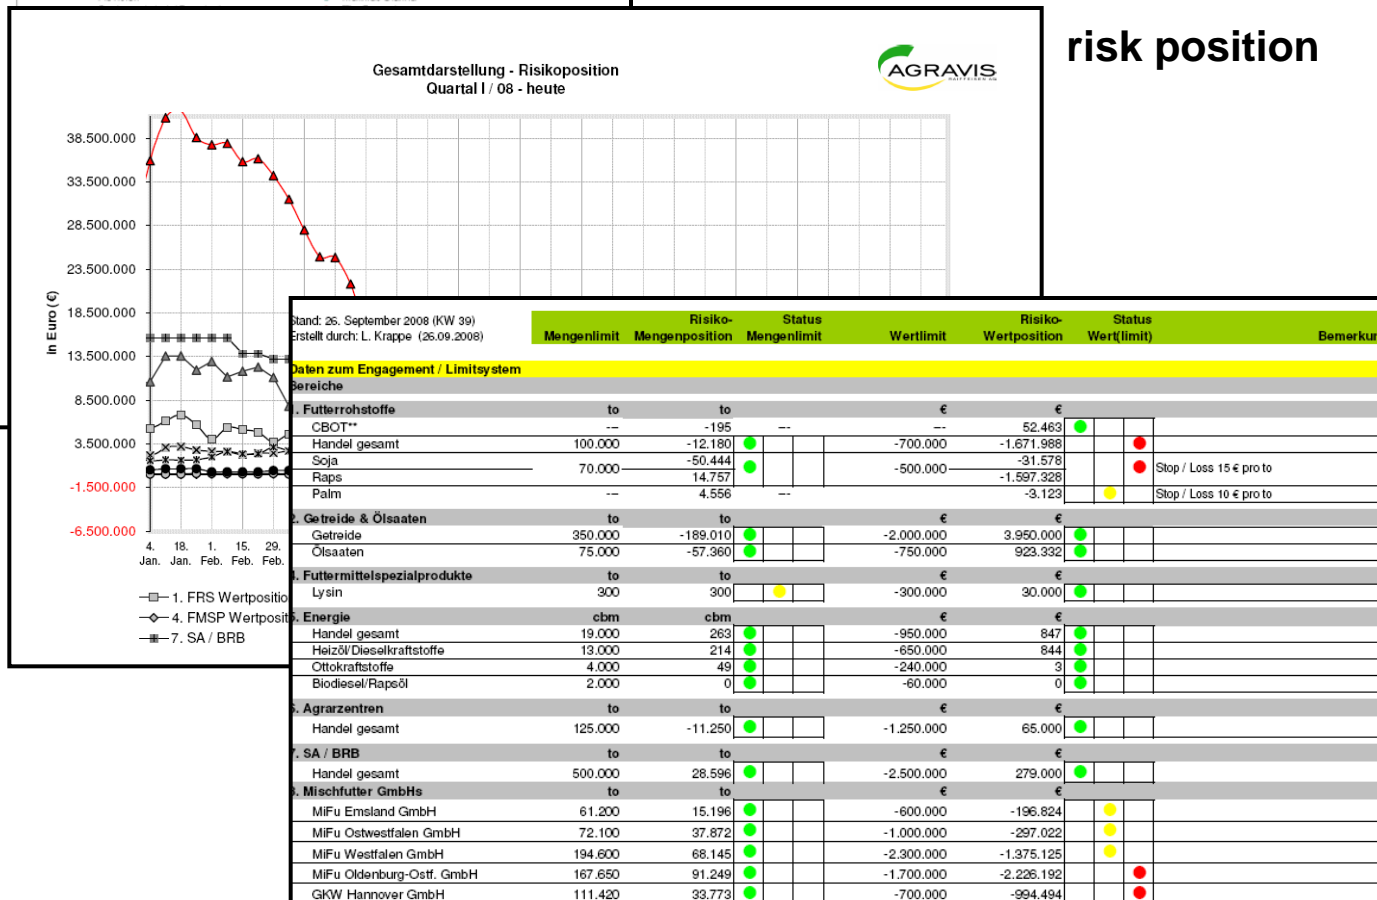 risk position
Gesamtdarstellung - Risikoposition
Quartal I / 08 - heute
AGRAVIS
RAIFFEISEN AG
in Euro (€)
38.500.000
33.500.000
28.500.000
23.500.000
18.500.000
13.500.000
8.500.000
3.500.000
-1.500.000
-6.500.000
4. 18. 1. 15. 29.
Jan. Jan. Feb. Feb. Feb.
1. FRS Wertpositio
4. FMSP Wertposit
7. SA / BRB
Stand: 26. September 2008 (KW 39)
Erstellt durch: L. Krappe (26.09.2008)
Risiko- Status Risiko- Status
Mengenlimit Mengenposition Mengenlimit Wertlimit Wertposition Wert(limit) Bemerkun
Daten zum Engagement / Limitsystem
Bereiche
1. Futterrohstoffe to to € €
CBOT** --- -195 --- --- 52.463
Handel gesamt 100.000 -12.180 -700.000 -1.671.988
Soja -50.444 -31.578
70.000 -500.000 Stop / Loss 15 € pro to
Raps 14.757 -1.597.328
Palm --- 4.556 --- -3.123 Stop / Loss 10 € pro to
2. Getreide & Ölsaaten to to € €
Getreide 350.000 -189.010 -2.000.000 3.950.000
Ölsaaten 75.000 -57.360 -750.000 923.332
4. Futtermittelspezialprodukte to to € €
Lysin 300 300 -300.000 30.000
5. Energie cbm cbm € €
Handel gesamt 19.000 263 -950.000 847
Heizöl/Dieselkraftstoffe 13.000 214 -650.000 844
Ottokraftstoffe 4.000 49 -240.000 3
Biodiesel/Rapsöl 2.000 0 -60.000 0
6. Agrarzentren to to € €
Handel gesamt 125.000 -11.250 -1.250.000 65.000
7. SA / BRB to to € €
Handel gesamt 500.000 28.596 -2.500.000 279.000
8. Mischfutter GmbHs to to € €
MiFu Emsland GmbH 61.200 15.196 -600.000 -196.824
MiFu Ostwestfalen GmbH 72.100 37.872 -1.000.000 -297.022
MiFu Westfalen GmbH 194.600 68.145 -2.300.000 -1.375.125
MiFu Oldenburg-Ostf. GmbH 167.650 91.249 -1.700.000 -2.226.192
GKW Hannover GmbH 111.420 33.773 -700.000 -994.494